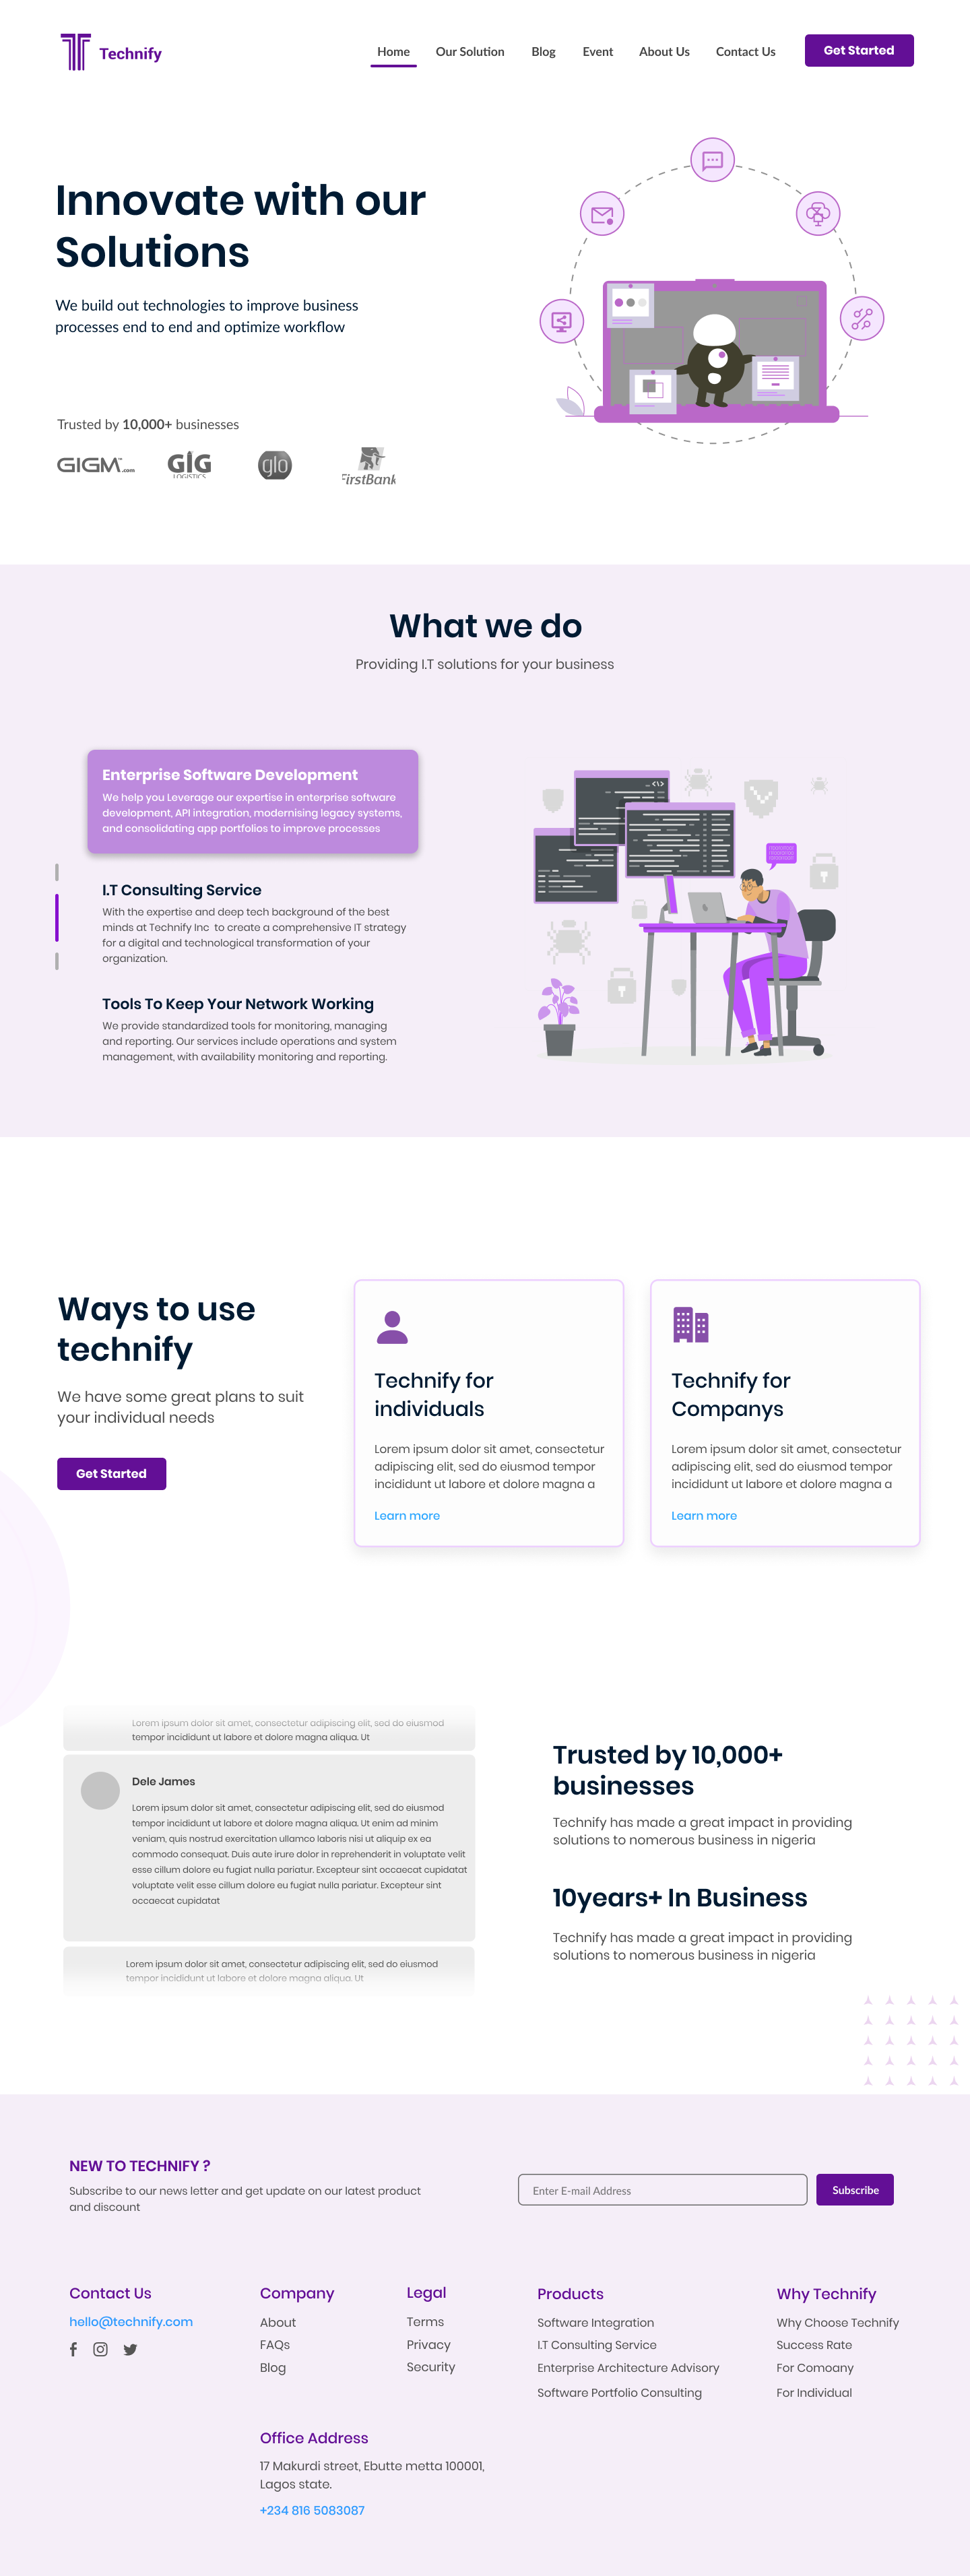 Technify
Home
Our Solution
Blog
Event
About Us
Contact Us
Get Started
Innovate with our
Solutions
We build out technologies to improve business
processes end to end and optimize workflow
Trusted by 10,000+ businesses
GIGM.com
GIG
LOGISTICS
glo
FirstBank
What we do
Providing I.T solutions for your business
Enterprise Software Development
We help you Leverage our expertise in enterprise software
development, API integration, modernising legacy systems,
and consolidating app portfolios to improve processes
I.T Consulting Service
With the expertise and deep tech background of the best
minds at Technify Inc to create a comprehensive IT strategy
for a digital and technological transformation of your
organization.
Tools To Keep Your Network Working
We provide standardized tools for monitoring, managing
and reporting. Our services include operations and system
management, with availability monitoring and reporting.
Ways to use
technify
We have some great plans to suit
your individual needs
Get Started
Technify for
individuals
Lorem ipsum dolor sit amet, consectetur
adipiscing elit, sed do eiusmod tempor
incididunt ut labore et dolore magna a
Learn more
Technify for
Companys
Lorem ipsum dolor sit amet, consectetur
adipiscing elit, sed do eiusmod tempor
incididunt ut labore et dolore magna a
Learn more
Lorem ipsum dolor sit amet, consectetur adipiscing elit, sed do eiusmod
tempor incididunt ut labore et dolore magna aliqua. Ut
Dele James
Lorem ipsum dolor sit amet, consectetur adipiscing elit, sed do eiusmod
tempor incididunt ut labore et dolore magna aliqua. Ut enim ad minim
veniam, quis nostrud exercitation ullamco laboris nisi ut aliquip ex ea
commodo consequat. Duis aute irure dolor in reprehenderit in voluptate velit
esse cillum dolore eu fugiat nulla pariatur. Excepteur sint occaecat cupidatat
voluptate velit esse cillum dolore eu fugiat nulla pariatur. Excepteur sint
occaecat cupidatat
Lorem ipsum dolor sit amet, consectetur adipiscing elit, sed do eiusmod
tempor incididunt ut labore et dolore magna aliqua. Ut
Trusted by 10,000+
businesses
Technify has made a great impact in providing
solutions to nomerous business in nigeria
10years+ In Business
Technify has made a great impact in providing
solutions to nomerous business in nigeria
NEW TO TECHNIFY ?
Subscribe to our news letter and get update on our latest product
and discount
Enter E-mail Address
Subscribe
Contact Us
hello@technify.com
Company
About
FAQs
Blog
Legal
Terms
Privacy
Security
Products
Software Integration
I.T Consulting Service
Enterprise Architecture Advisory
Software Portfolio Consulting
Why Technify
Why Choose Technify
Success Rate
For Comoany
For Individual
Office Address
17 Makurdi street, Ebutte metta 100001,
Lagos state.
+234 816 5083087